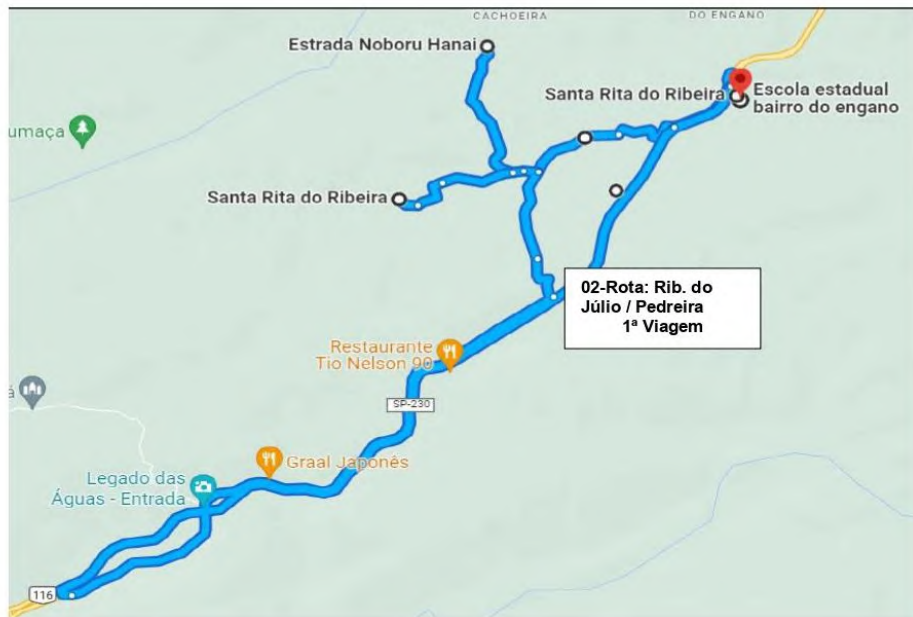 CACHOEIRA
DO ENGANO
Estrada Noboru Hanai
Santa Rita do Ribeira
Escola estadual
bairro do engano
umaça
Santa Rita do Ribeira
02-Rota: Rib. do
Júlio / Pedreira
1ª Viagem
Restaurante
Tio Nelson 90
á
SP-230
Graal Japonês
Legado das
Águas - Entrada
116